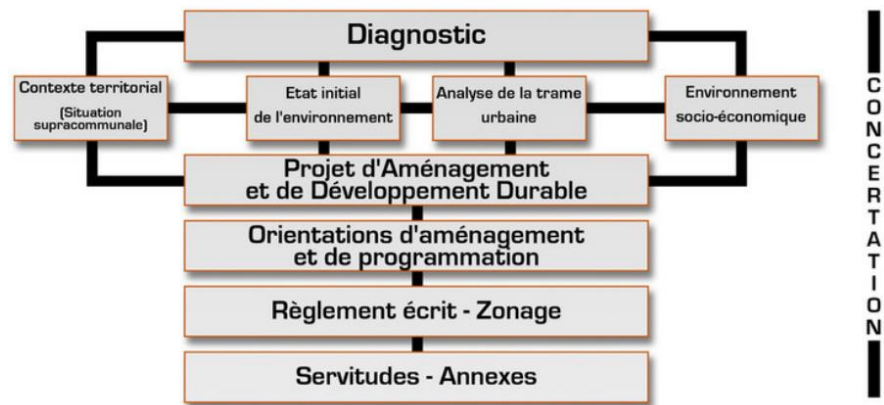 Diagnostic
Contexte territorial
(Situation
supracommunale)
Etat initial
de l'environnement
Analyse de la trame
urbaine
Environnement
socio-économique
Projet d'Aménagement
et de Développement Durable
Orientations d'aménagement
et de programmation
Règlement écrit - Zonage
Servitudes - Annexes
CONCERTATION